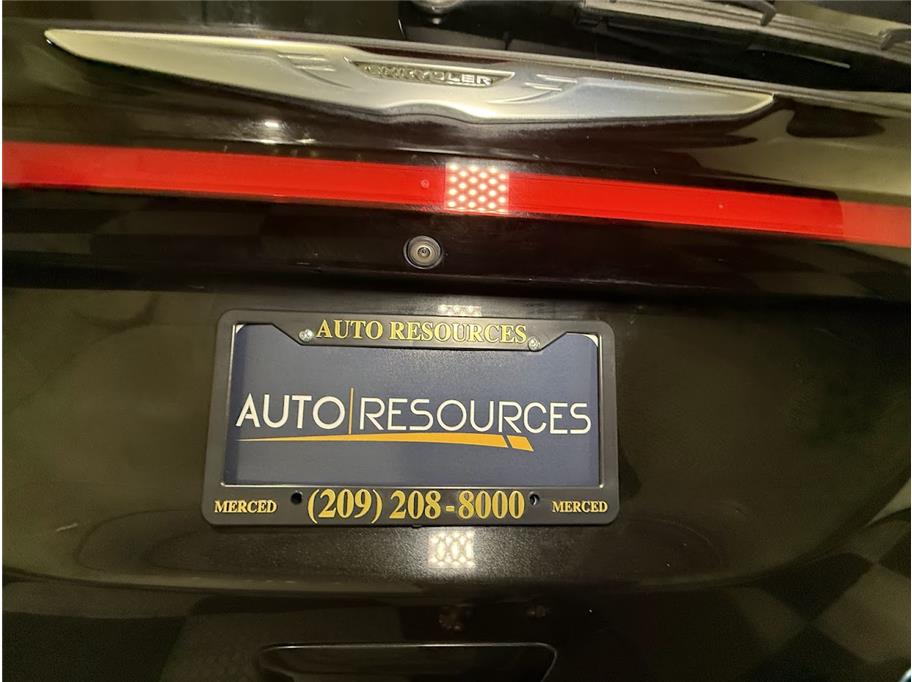 CHRYSLER
AUTO RESOURCES
AUTO|RESOURCES
MERCED (209) 208-8000 MERCED